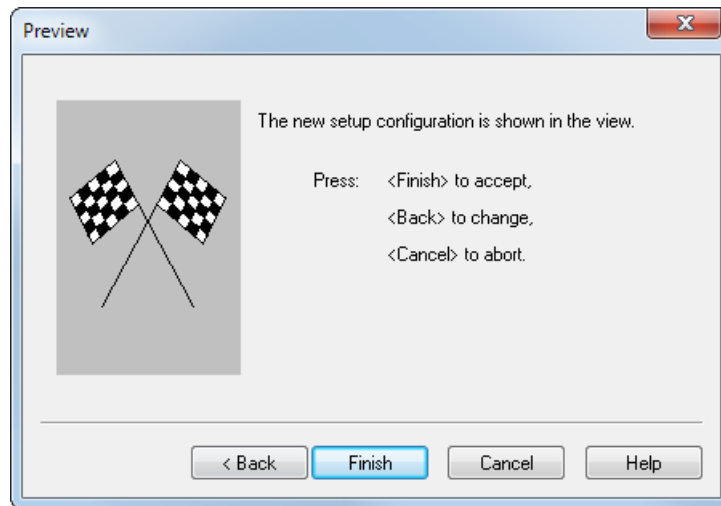 Preview
X
The new setup configuration is shown in the view.
Press: <Finish> to accept,
<Back> to change,
<Cancel> to abort.
< Back Finish Cancel Help